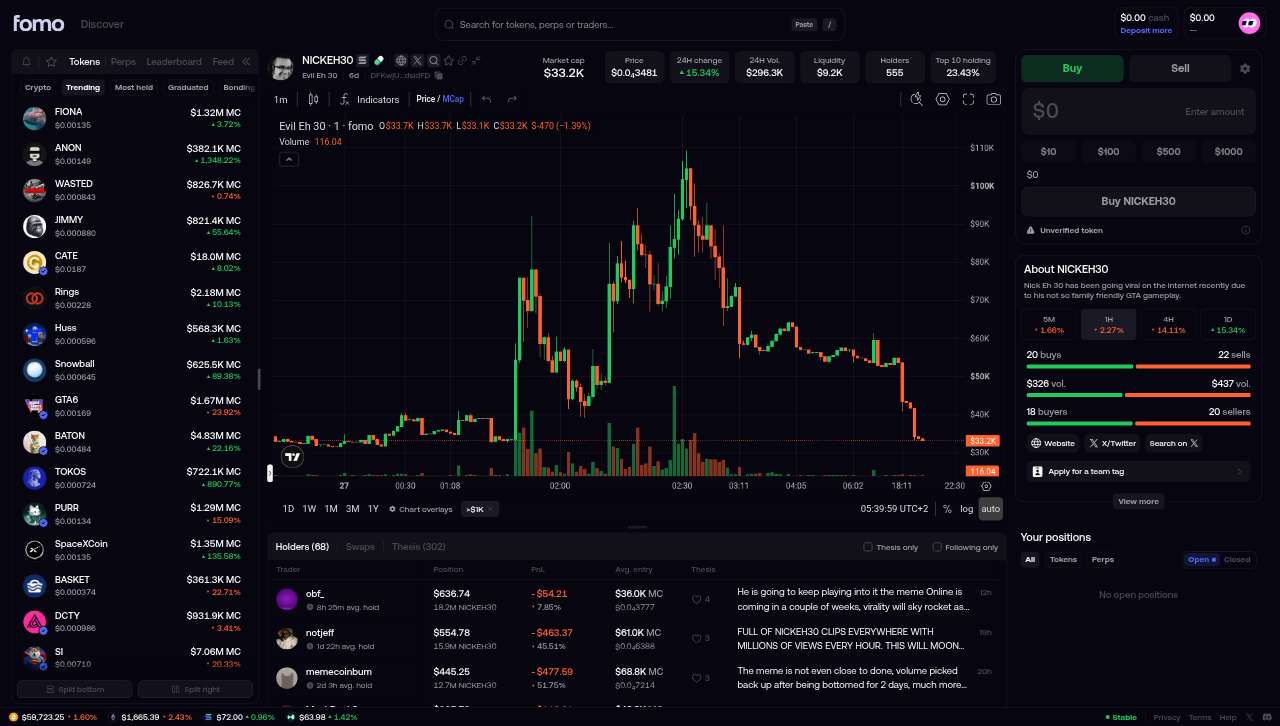 fomo Discover
Search for tokens, perps or traders... Paste /
$0.00 cash $0.00
Deposit more —
Tokens Perps Leaderboard Feed
Crypto Trending Most held Graduated Bonding
FIONA $1.32M MC
$0.00135 3.72%
ANON $382.1K MC
$0.00149 1,348.22%
WASTED $826.7K MC
$0.000843 0.74%
JIMMY $821.4K MC
$0.000880 55.64%
CATE $18.0M MC
$0.0187 8.02%
Rings $2.18M MC
$0.00228 10.13%
Huss $568.3K MC
$0.000596 1.63%
Snowball $625.5K MC
$0.000645 89.38%
GTA6 $1.67M MC
$0.00169 23.92%
BATON $4.83M MC
$0.00484 22.16%
TOKOS $722.1K MC
$0.000724 890.77%
PURR $1.29M MC
$0.00134 15.09%
SpaceXCoin $1.35M MC
$0.00135 135.58%
BASKET $361.3K MC
$0.000374 22.71%
DCTY $931.9K MC
$0.000986 3.41%
SI $7.06M MC
$0.00710 20.33%
Split bottom Split right
NICKEH30
Evil Eh 30 6d DFKwjU...dsidFD
Market cap
$33.2K
Price
$0.0₄3481
24H change
15.34%
24H Vol.
$296.3K
Liquidity
$9.2K
Holders
555
Top 10 holding
23.43%
1m Indicators Price / MCap
Evil Eh 30 · 1 · fomo O$33.7K H$33.7K L$33.1K C$33.2K $-470 (−1.39%)
Volume 116.04
$110K
$100K
$90K
$80K
$70K
$60K
$50K
$40K
$33.2K
$30K
116.04
27 00:30 01:08 02:00 02:30 03:11 04:05 06:02 18:11 22:30
1D 1W 1M 3M 1Y Chart overlays >$1K 05:39:59 UTC+2 % log auto
Holders (68) Swaps Thesis (302) Thesis only Following only
Trader Position PnL Avg. entry Thesis
obf_ $636.74 -$54.21 $36.0K MC 4 He is going to keep playing into it the meme Online is 12h
8h 25m avg. hold 18.2M NICKEH30 7.85% $0.0₄3777 coming in a couple of weeks, virality will sky rocket as...
notjeff $554.78 -$463.37 $61.0K MC 3 FULL OF NICKEH30 CLIPS EVERYWHERE WITH 19h
1d 22h avg. hold 15.9M NICKEH30 45.51% $0.0₄6388 MILLIONS OF VIEWS EVERY HOUR. THIS WILL MOON...
memecoinbum $445.25 -$477.59 $68.8K MC 3 The meme is not even close to done, volume picked 20h
2d 3h avg. hold 12.7M NICKEH30 51.75% $0.0₄7214 back up after being bottomed for 2 days, much more...
Buy Sell
$0 Enter amount
$10 $100 $500 $1000
$0
Buy NICKEH30
Unverified token
About NICKEH30
Nick Eh 30 has been going viral on the internet recently due
to his not so family friendly GTA gameplay.
5M 1H 4H 1D
1.66% 2.27% 14.11% 15.34%
20 buys 22 sells
$326 vol. $437 vol.
18 buyers 20 sellers
Website X/Twitter Search on X
Apply for a team tag
View more
Your positions
All Tokens Perps Open Closed
No open positions
$59,723.25 1.60% $1,665.39 2.43% $72.00 0.96% $63.98 1.42% Stable Privacy Terms Help